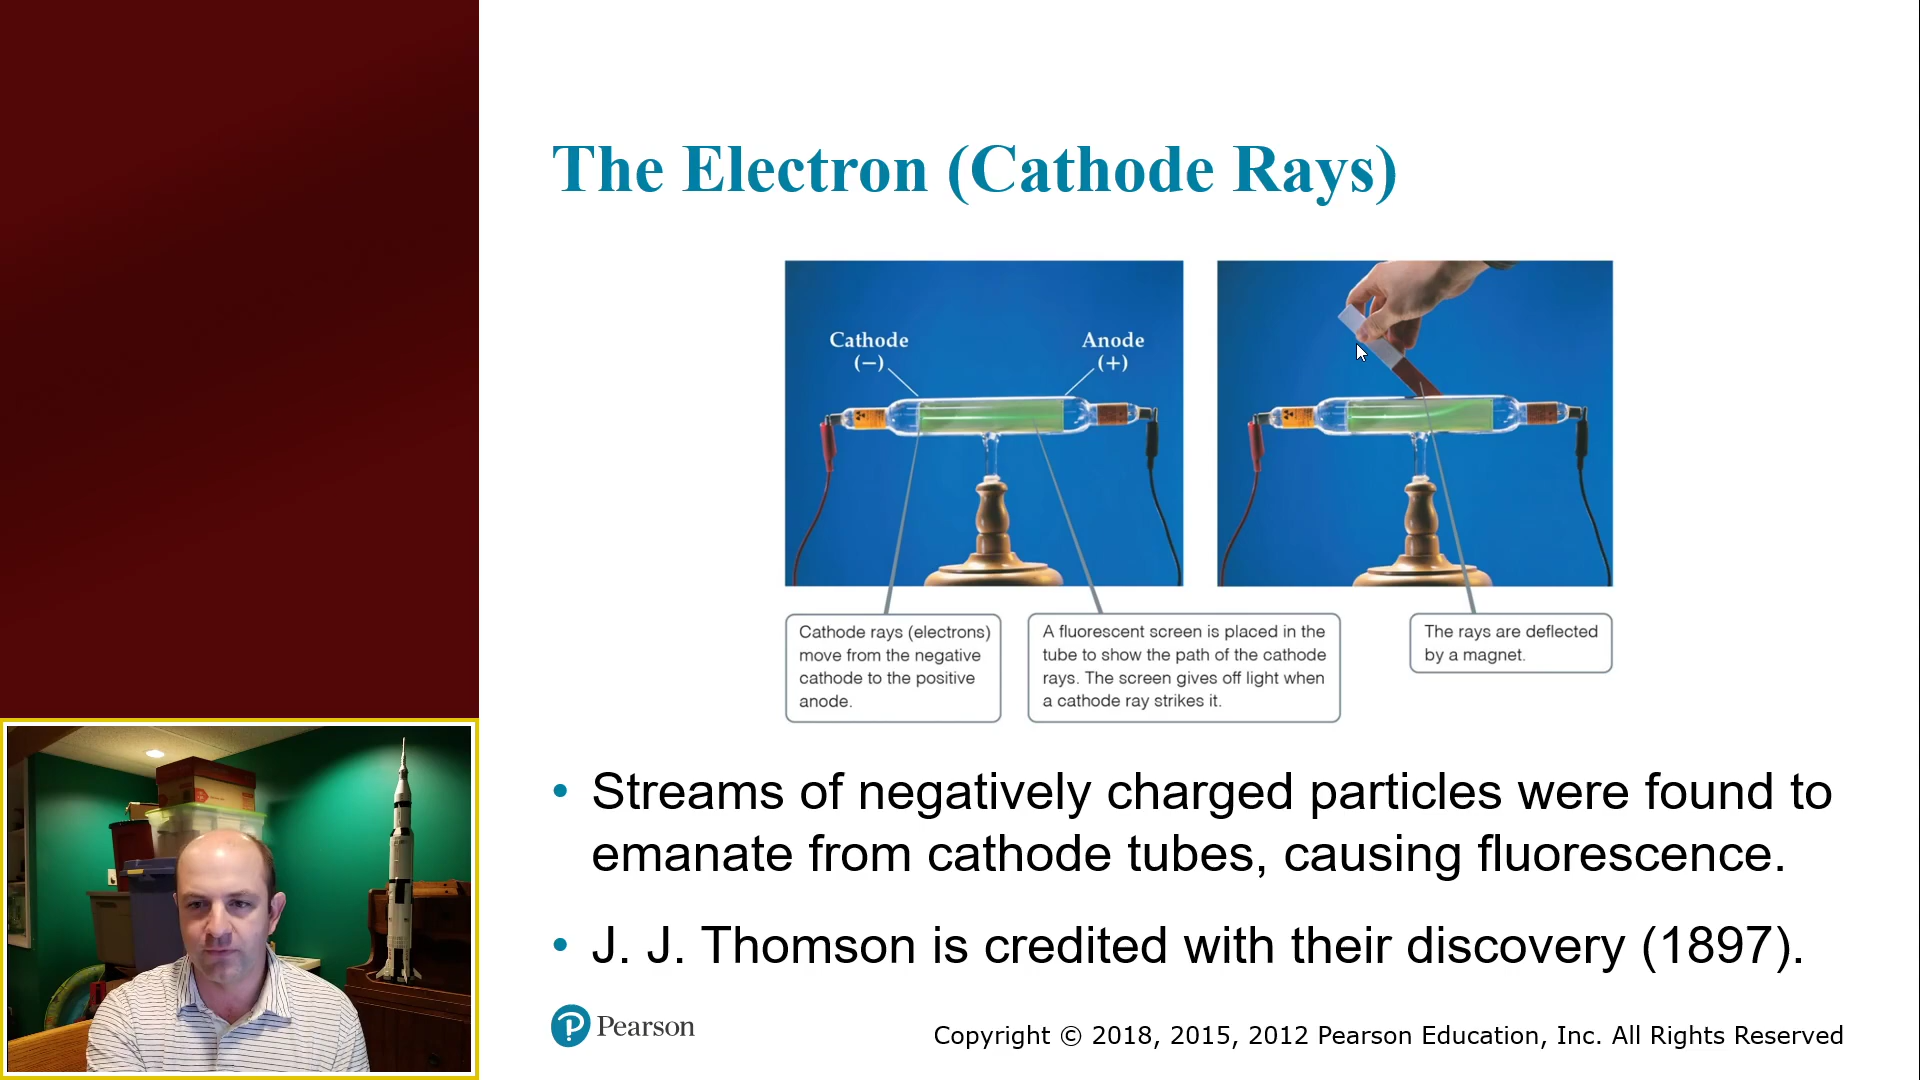 The Electron (Cathode Rays)
Cathode
(−)
Anode
(+)
Cathode rays (electrons)
move from the negative
cathode to the positive
anode.
A fluorescent screen is placed in the
tube to show the path of the cathode
rays. The screen gives off light when
a cathode ray strikes it.
The rays are deflected
by a magnet.
• Streams of negatively charged particles were found to
emanate from cathode tubes, causing fluorescence.
• J. J. Thomson is credited with their discovery (1897).
Pearson
Copyright © 2018, 2015, 2012 Pearson Education, Inc. All Rights Reserved